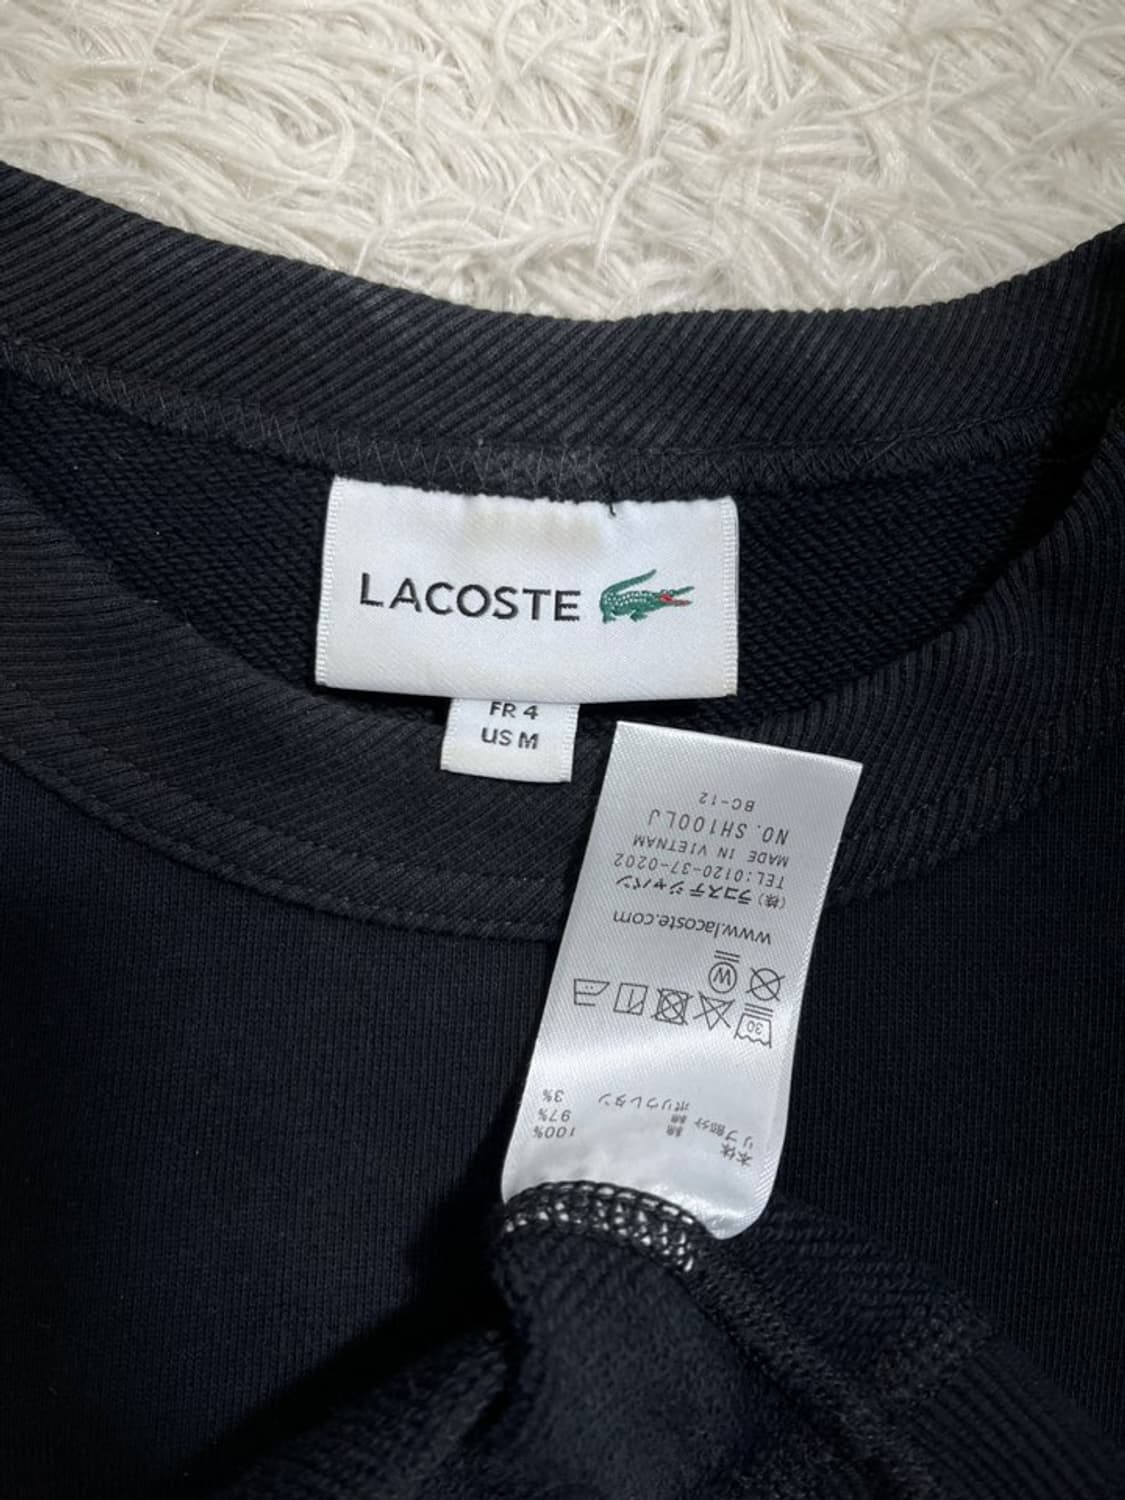 LACOSTE
FR 4
US M
本体 綿 100%
リブ部分 綿 97%
ポリウレタン 3%
30
W
www.lacoste.com
(株) ラコステジャパン
TEL:0120-37-0202
MADE IN VIETNAM
NO. SH100LJ
BC-12